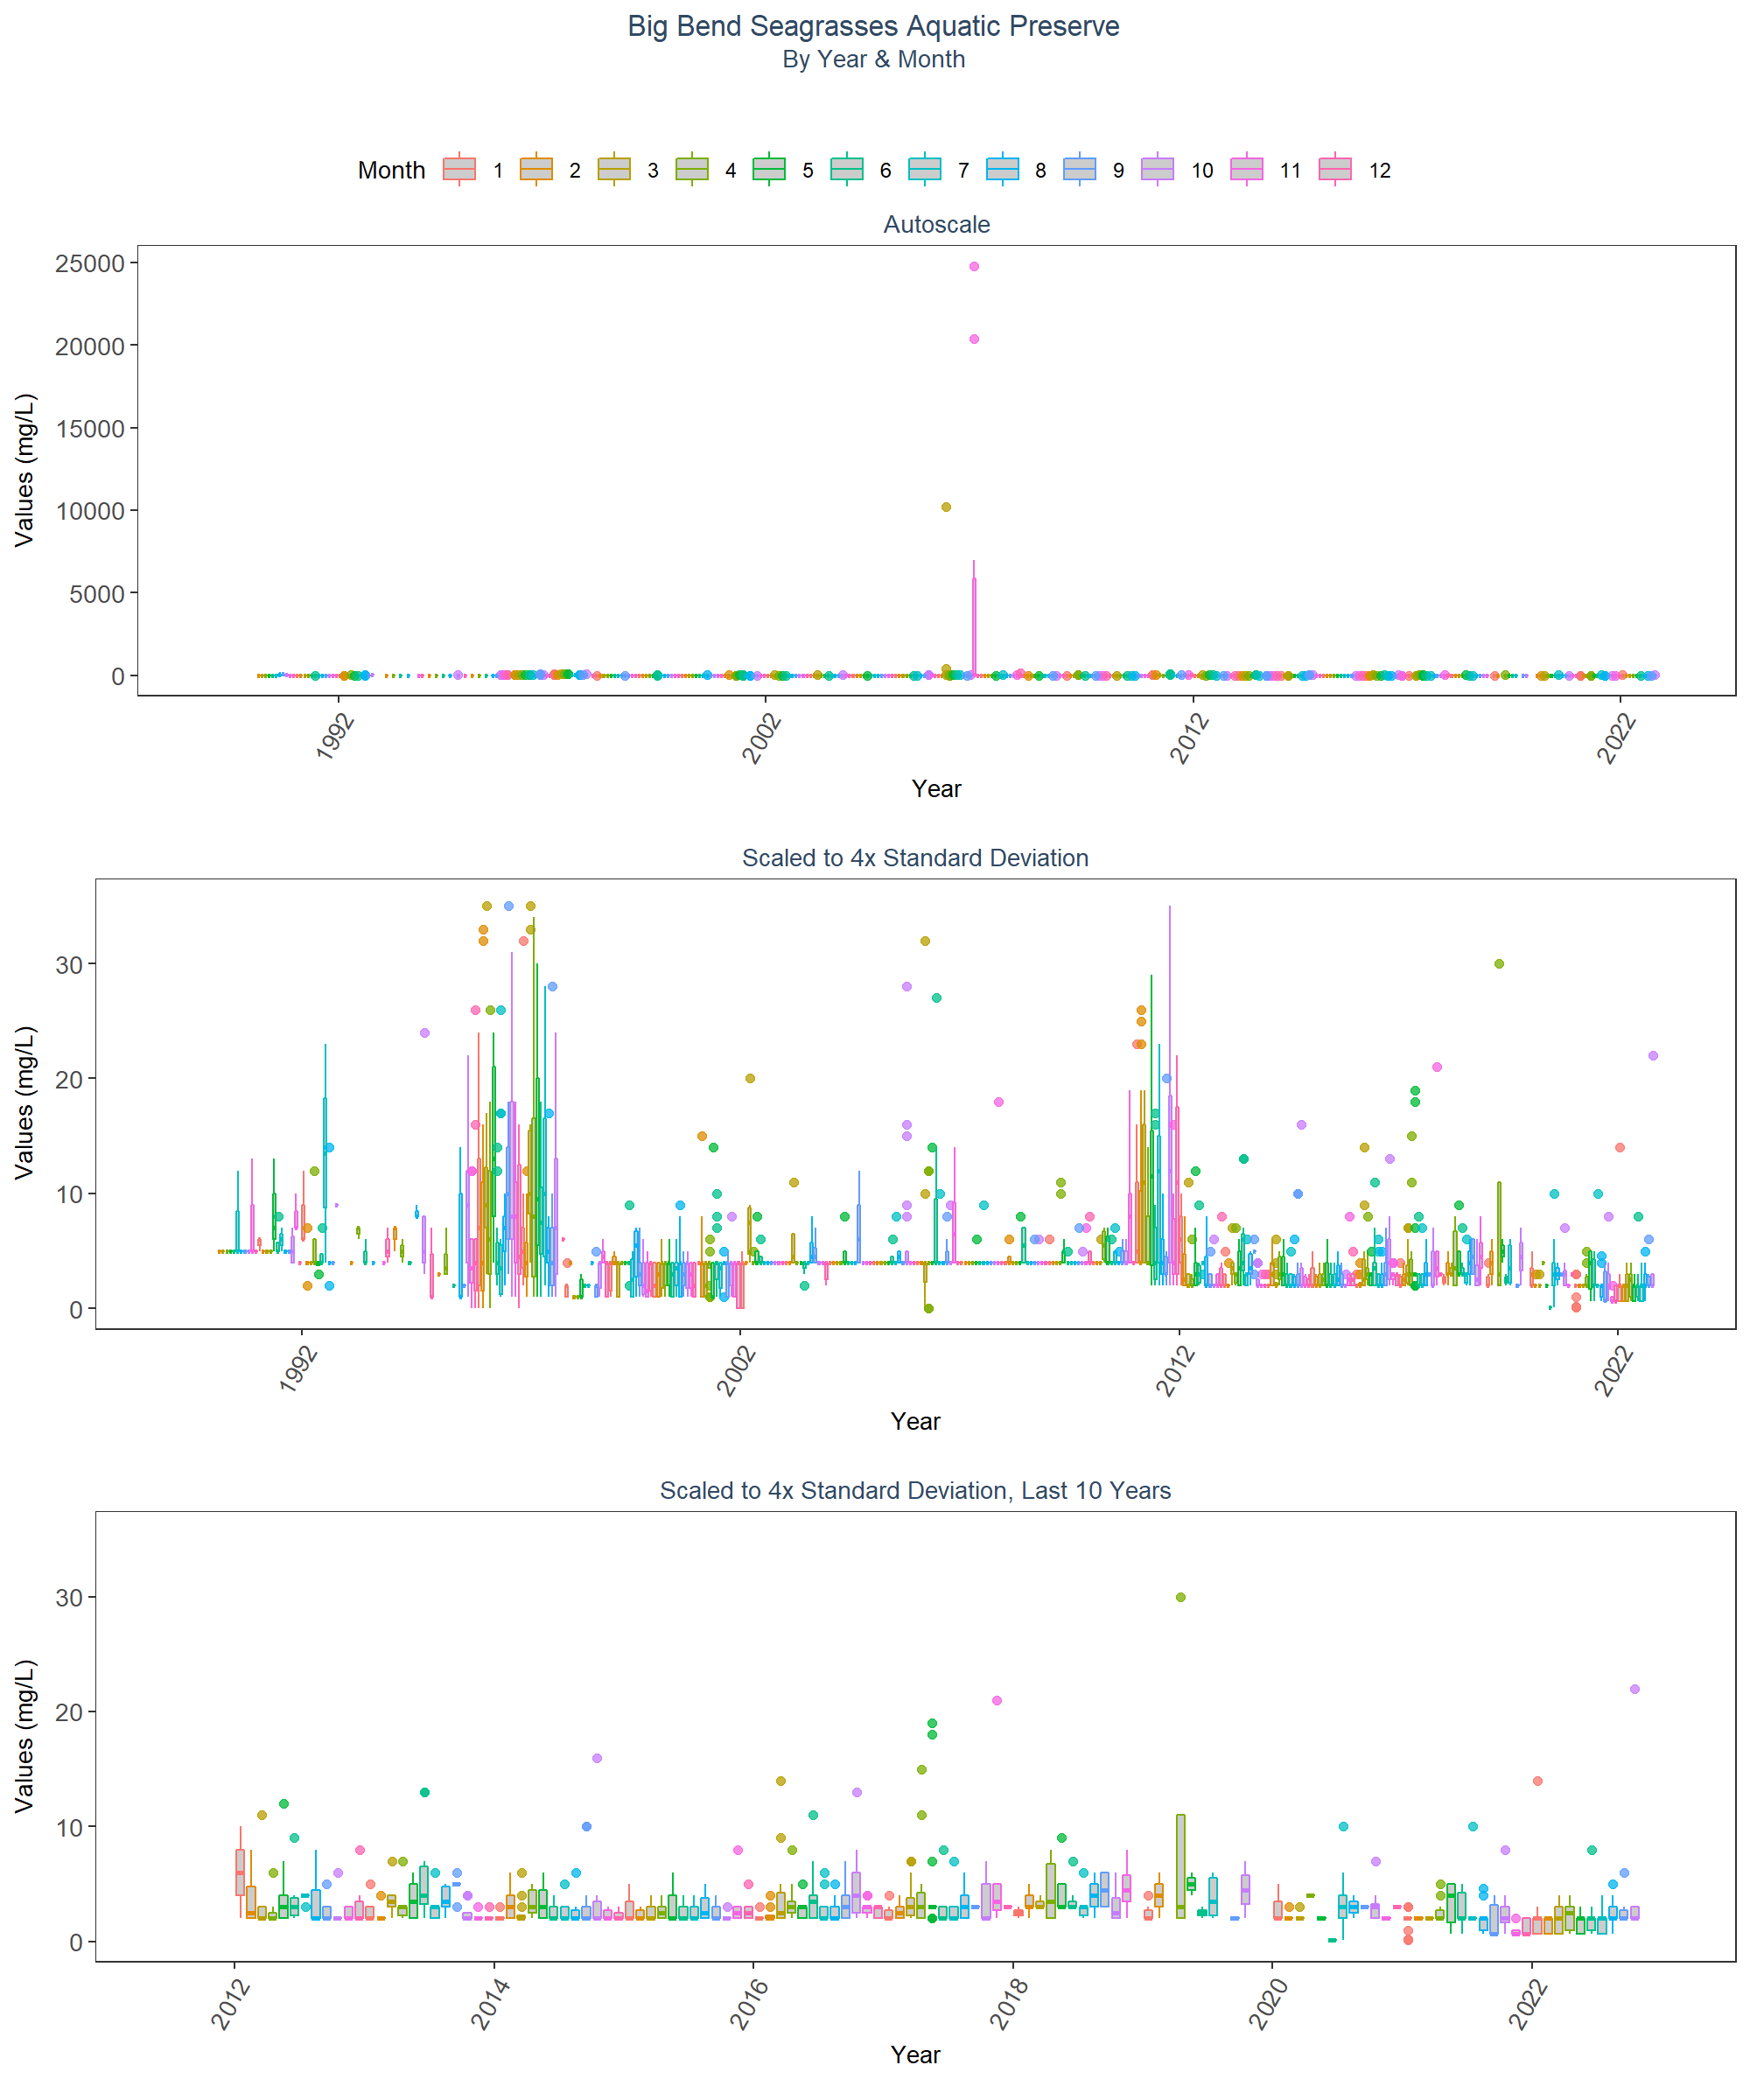 Big Bend Seagrasses Aquatic Preserve
By Year & Month
Month 1 2 3 4 5 6 7 8 9 10 11 12
Autoscale
25000
20000
15000
10000
5000
0
Values (mg/L)
1992 2002 2012 2022
Year
Scaled to 4x Standard Deviation
30
20
10
0
Values (mg/L)
1992 2002 2012 2022
Year
Scaled to 4x Standard Deviation, Last 10 Years
30
20
10
0
Values (mg/L)
2012 2014 2016 2018 2020 2022
Year